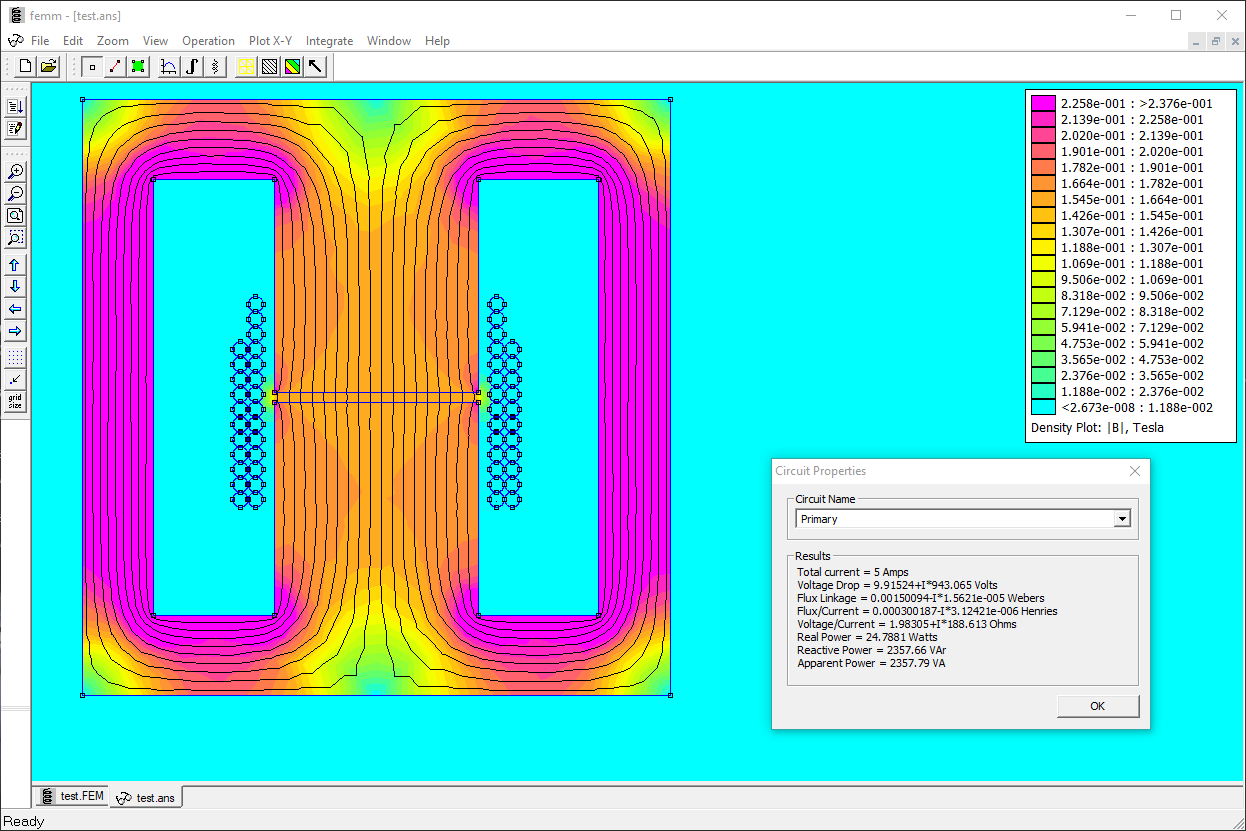 femm - [test.ans]
File Edit Zoom View Operation Plot X-Y Integrate Window Help
2.258e-001 : >2.376e-001
2.139e-001 : 2.258e-001
2.020e-001 : 2.139e-001
1.901e-001 : 2.020e-001
1.782e-001 : 1.901e-001
1.664e-001 : 1.782e-001
1.545e-001 : 1.664e-001
1.426e-001 : 1.545e-001
1.307e-001 : 1.426e-001
1.188e-001 : 1.307e-001
1.069e-001 : 1.188e-001
9.506e-002 : 1.069e-001
8.318e-002 : 9.506e-002
7.129e-002 : 8.318e-002
5.941e-002 : 7.129e-002
4.753e-002 : 5.941e-002
3.565e-002 : 4.753e-002
2.376e-002 : 3.565e-002
1.188e-002 : 2.376e-002
<2.673e-008 : 1.188e-002
Density Plot: |B|, Tesla
grid
size
Circuit Properties
Circuit Name
Primary
Results
Total current = 5 Amps
Voltage Drop = 9.91524+I*943.065 Volts
Flux Linkage = 0.00150094-I*1.5621e-005 Webers
Flux/Current = 0.000300187-I*3.12421e-006 Henries
Voltage/Current = 1.98305+I*188.613 Ohms
Real Power = 24.7881 Watts
Reactive Power = 2357.66 VAr
Apparent Power = 2357.79 VA
OK
test.FEM
test.ans
Ready